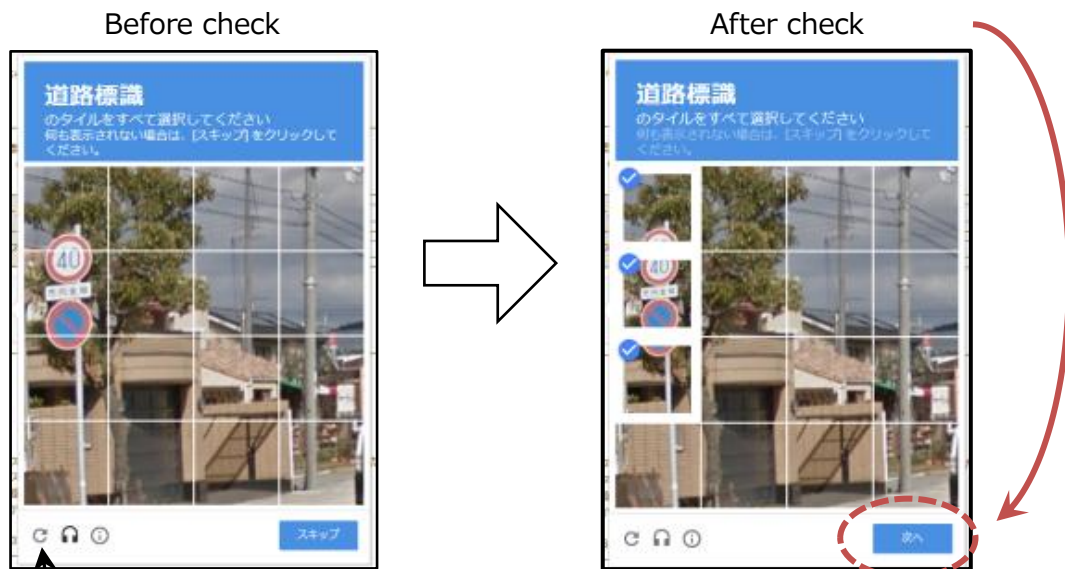 Before check
After check
道路標識
のタイルをすべて選択してください
何も表示されない場合は、[スキップ] をクリックして
ください。
40
スキップ
道路標識
のタイルをすべて選択してください
何も表示されない場合は、[スキップ] をクリックして
ください。
40
次へ